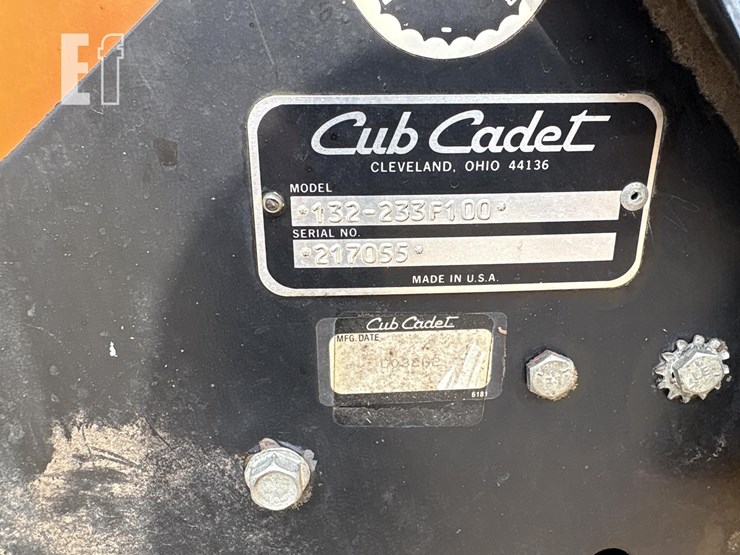 Ef
Cub Cadet
CLEVELAND, OHIO 44136
MODEL
*132-233F100*
SERIAL NO.
*217055*
MADE IN U.S.A.
Cub Cadet
MFG. DATE
6181